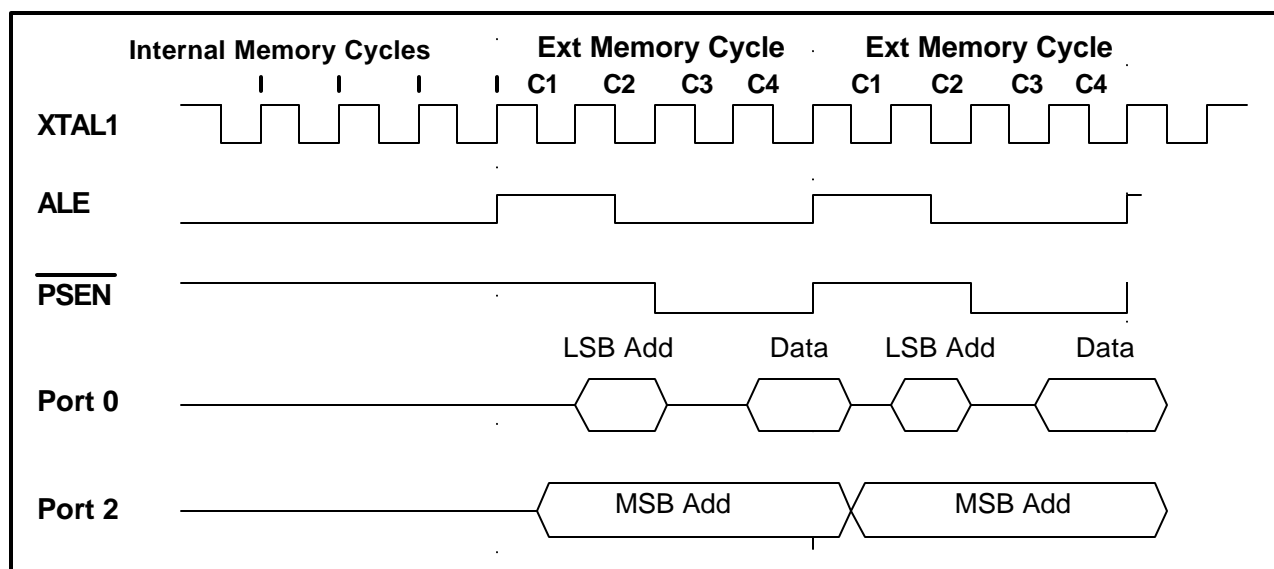 Internal Memory Cycles Ext Memory Cycle Ext Memory Cycle
C1 C2 C3 C4 C1 C2 C3 C4
XTAL1
ALE
PSEN
LSB Add Data LSB Add Data
Port 0
Port 2 MSB Add MSB Add